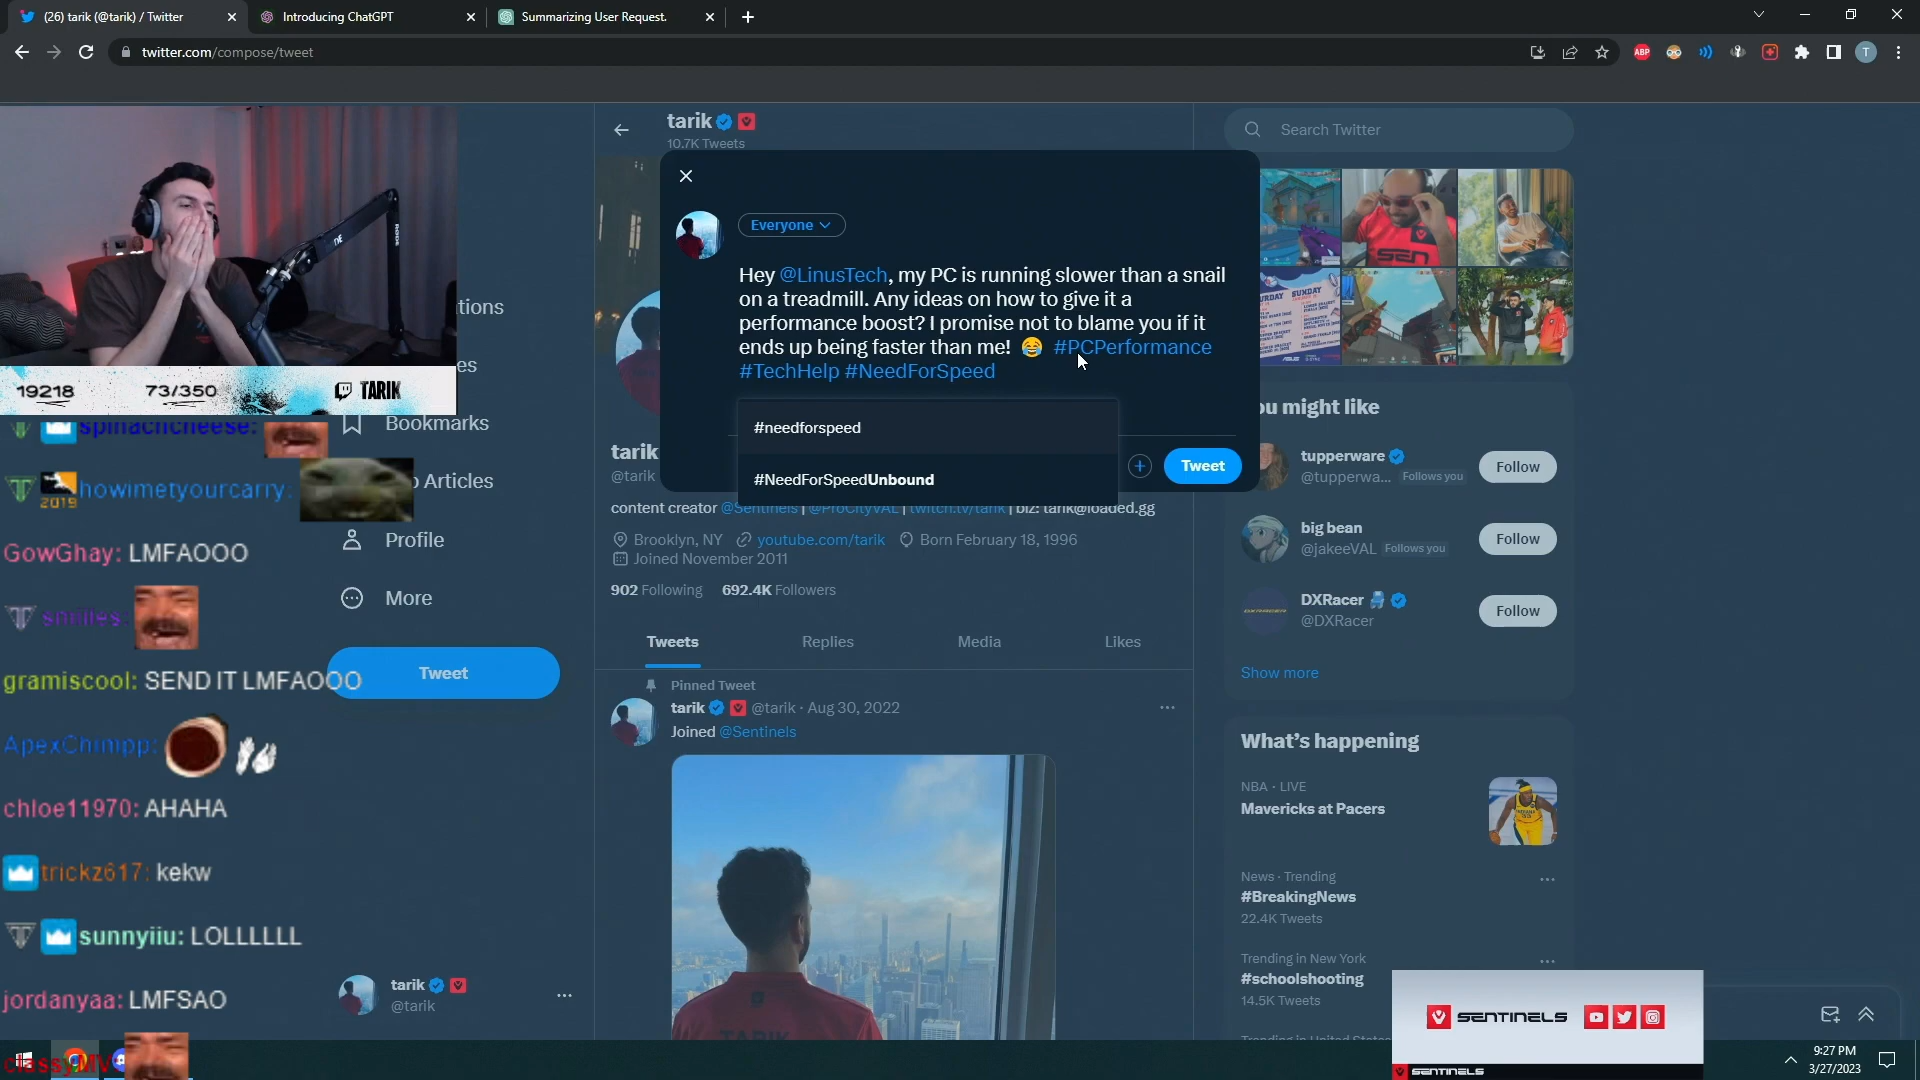 (26) tarik (@tarik) / Twitter
Introducing ChatGPT
Summarizing User Request.
twitter.com/compose/tweet
ABP
T
tarik
10.7K Tweets
Search Twitter
Everyone
Hey @LinusTech, my PC is running slower than a snail
on a treadmill. Any ideas on how to give it a
performance boost? I promise not to blame you if it
ends up being faster than me! 😂 #PCPerformance
#TechHelp #NeedForSpeed
#needforspeed
#NeedForSpeedUnbound
Tweet
19218
73/350
TARIK
tions
es
Bookmarks
Articles
Profile
More
Tweet
tarik
@tarik
spinachcheese:
2019
howimetyourcarry:
GowGhay: LMFAOOO
gramiscool: SEND IT LMFAOOO
ApexChimpp:
chloe11970: AHAHA
trickz617: kekw
sunnyiiu: LOLLLLLL
jordanyaa: LMFSAO
classyMV
tarik
@tarik
content creator @Sentinels | @ProCityVAL | twitch.tv/tarik | biz: tarik@loaded.gg
Brooklyn, NY youtube.com/tarik Born February 18, 1996
Joined November 2011
902 Following 692.4K Followers
Tweets Replies Media Likes
Pinned Tweet
tarik @tarik · Aug 30, 2022
Joined @Sentinels
TARIK
SEN
SUNDAY
ou might like
tupperware
@tupperwa... Follows you
Follow
big bean
@jakeeVAL Follows you
Follow
DXRacer
@DXRacer
Follow
DXRACER
Show more
What's happening
NBA · LIVE
Mavericks at Pacers
News · Trending
#BreakingNews
22.4K Tweets
Trending in New York
#schoolshooting
14.5K Tweets
Trending in United States
SENTINELS
SENTINELS
9:27 PM
3/27/2023